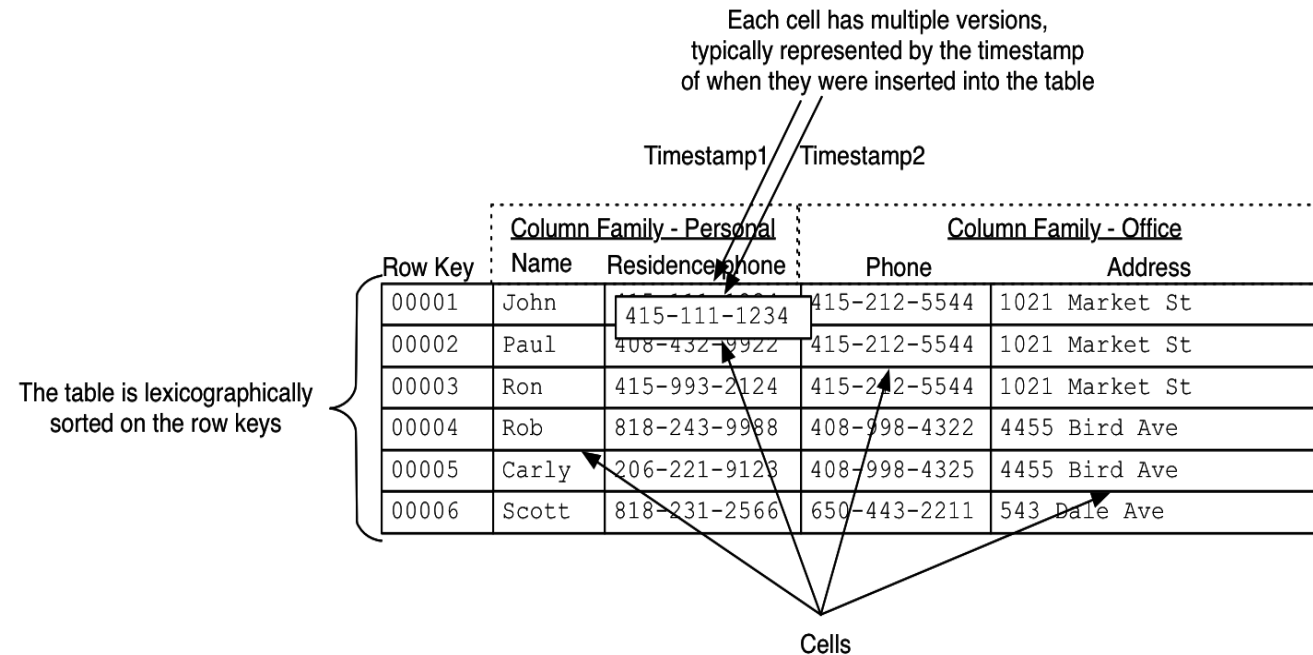 Each cell has multiple versions,
typically represented by the timestamp
of when they were inserted into the table
Timestamp1 Timestamp2
Column Family - Personal Column Family - Office
Row Key Name Residence phone Phone Address
00001 John 415-212-5544 1021 Market St
415-111-1234
00002 Paul 408-432-9922 415-212-5544 1021 Market St
00003 Ron 415-993-2124 415-212-5544 1021 Market St
The table is lexicographically
sorted on the row keys
00004 Rob 818-243-9988 408-998-4322 4455 Bird Ave
00005 Carly 206-221-9123 408-998-4325 4455 Bird Ave
00006 Scott 818-231-2566 650-443-2211 543 Dale Ave
Cells